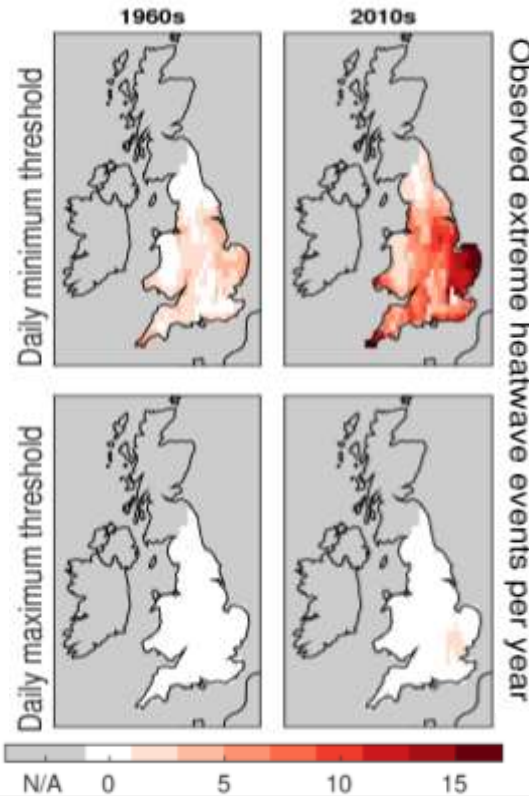 1960s
2010s
Daily minimum threshold
Daily maximum threshold
Observed extreme heatwave events per year
N/A 0 5 10 15